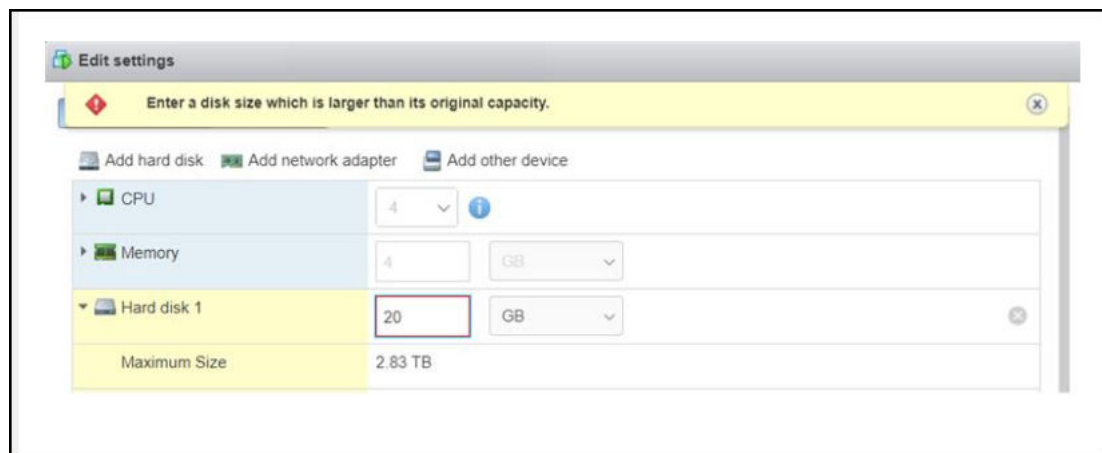 Edit settings
Enter a disk size which is larger than its original capacity.
Add hard disk Add network adapter Add other device
CPU 4
Memory 4 GB
Hard disk 1 20 GB
Maximum Size 2.83 TB